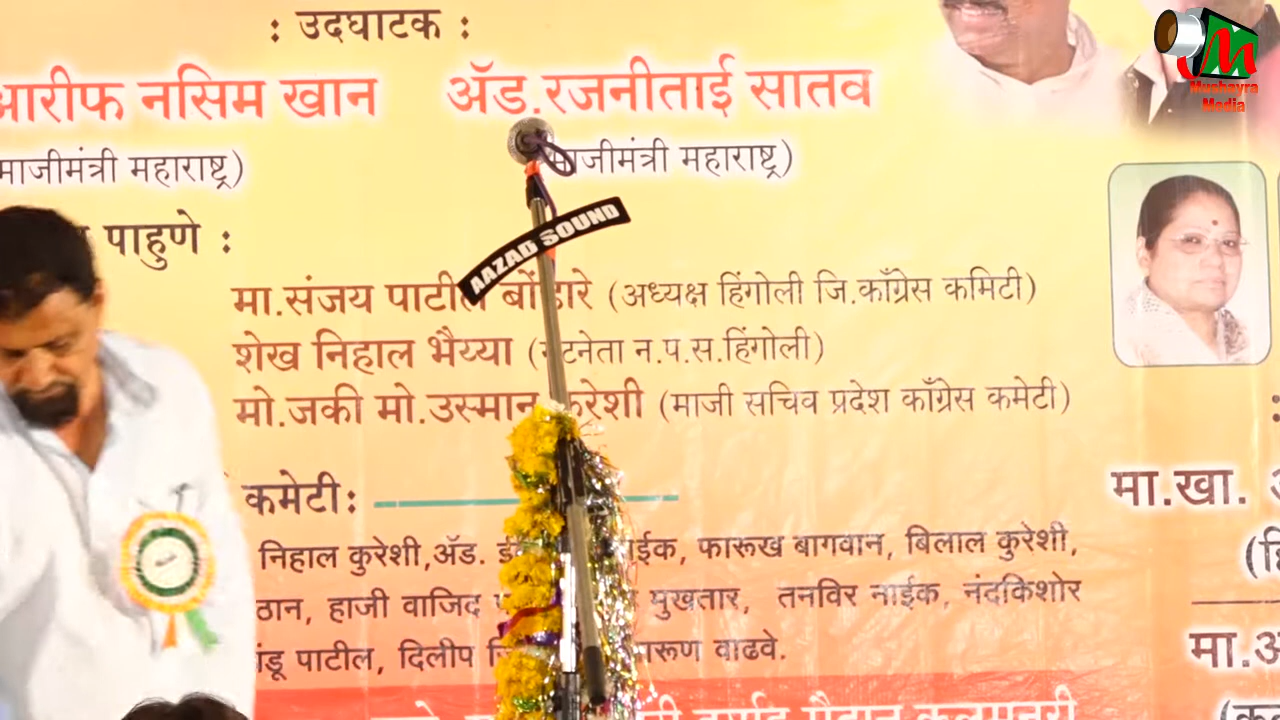 : उदघाटक :
आरीफ नसिम खान अ‍ॅड.रजनीताई सातव
(माजीमंत्री महाराष्ट्र) माजीमंत्री महाराष्ट्र)
पाहुणे :
मा.संजय पाटील (अध्यक्ष हिंगोली जि.काँग्रेस कमिटी)
शेख निहाल भैय्या न.प.स.हिंगोली)
मो.जकी मो.उस्मान कुरेशी (माजी सचिव प्रदेश काँग्रेस कमेटी)
कमेटी:
निहाल कुरेशी,अ‍ॅड. फारूख बागवान, बिलाल कुरेशी,
हाजी वाजिद मुखतार, तनविर नाईक, नंदकिशोर
पाटील, दिलीप वाढवे.
मा.खा.
AAZAD SOUND
Mushayra
Media